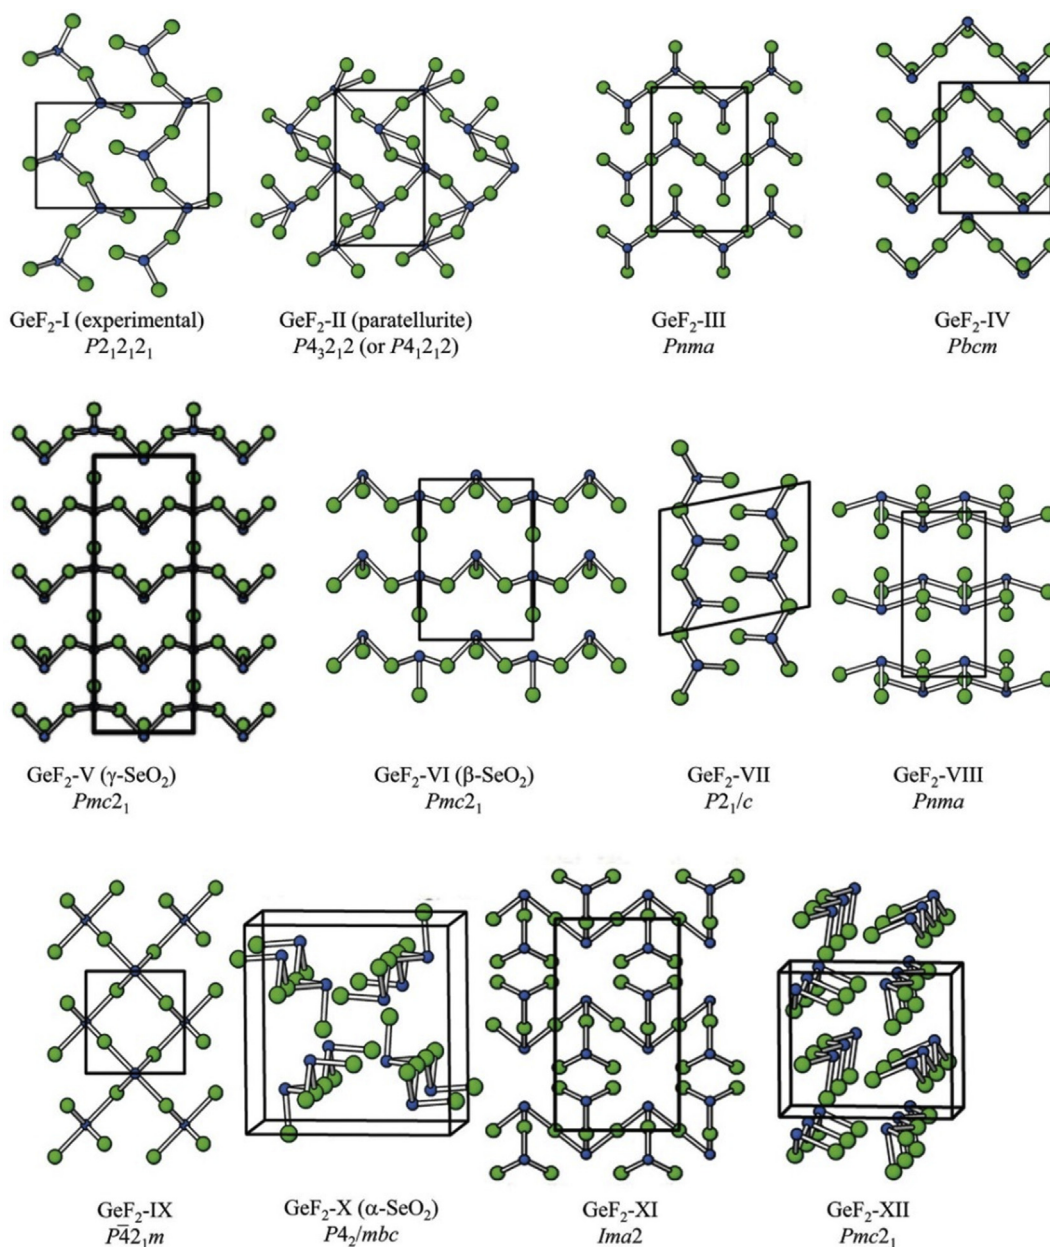 GeF₂-I (experimental)
P2₁2₁2₁
GeF₂-II (paratellurite)
P4₃2₁2 (or P4₁2₁2)
GeF₂-III
Pnma
GeF₂-IV
Pbcm
GeF₂-V (γ-SeO₂)
Pmc2₁
GeF₂-VI (β-SeO₂)
Pmc2₁
GeF₂-VII
P2₁/c
GeF₂-VIII
Pnma
GeF₂-IX
P4̅2₁m
GeF₂-X (α-SeO₂)
P4₂/mbc
GeF₂-XI
Ima2
GeF₂-XII
Pmc2₁